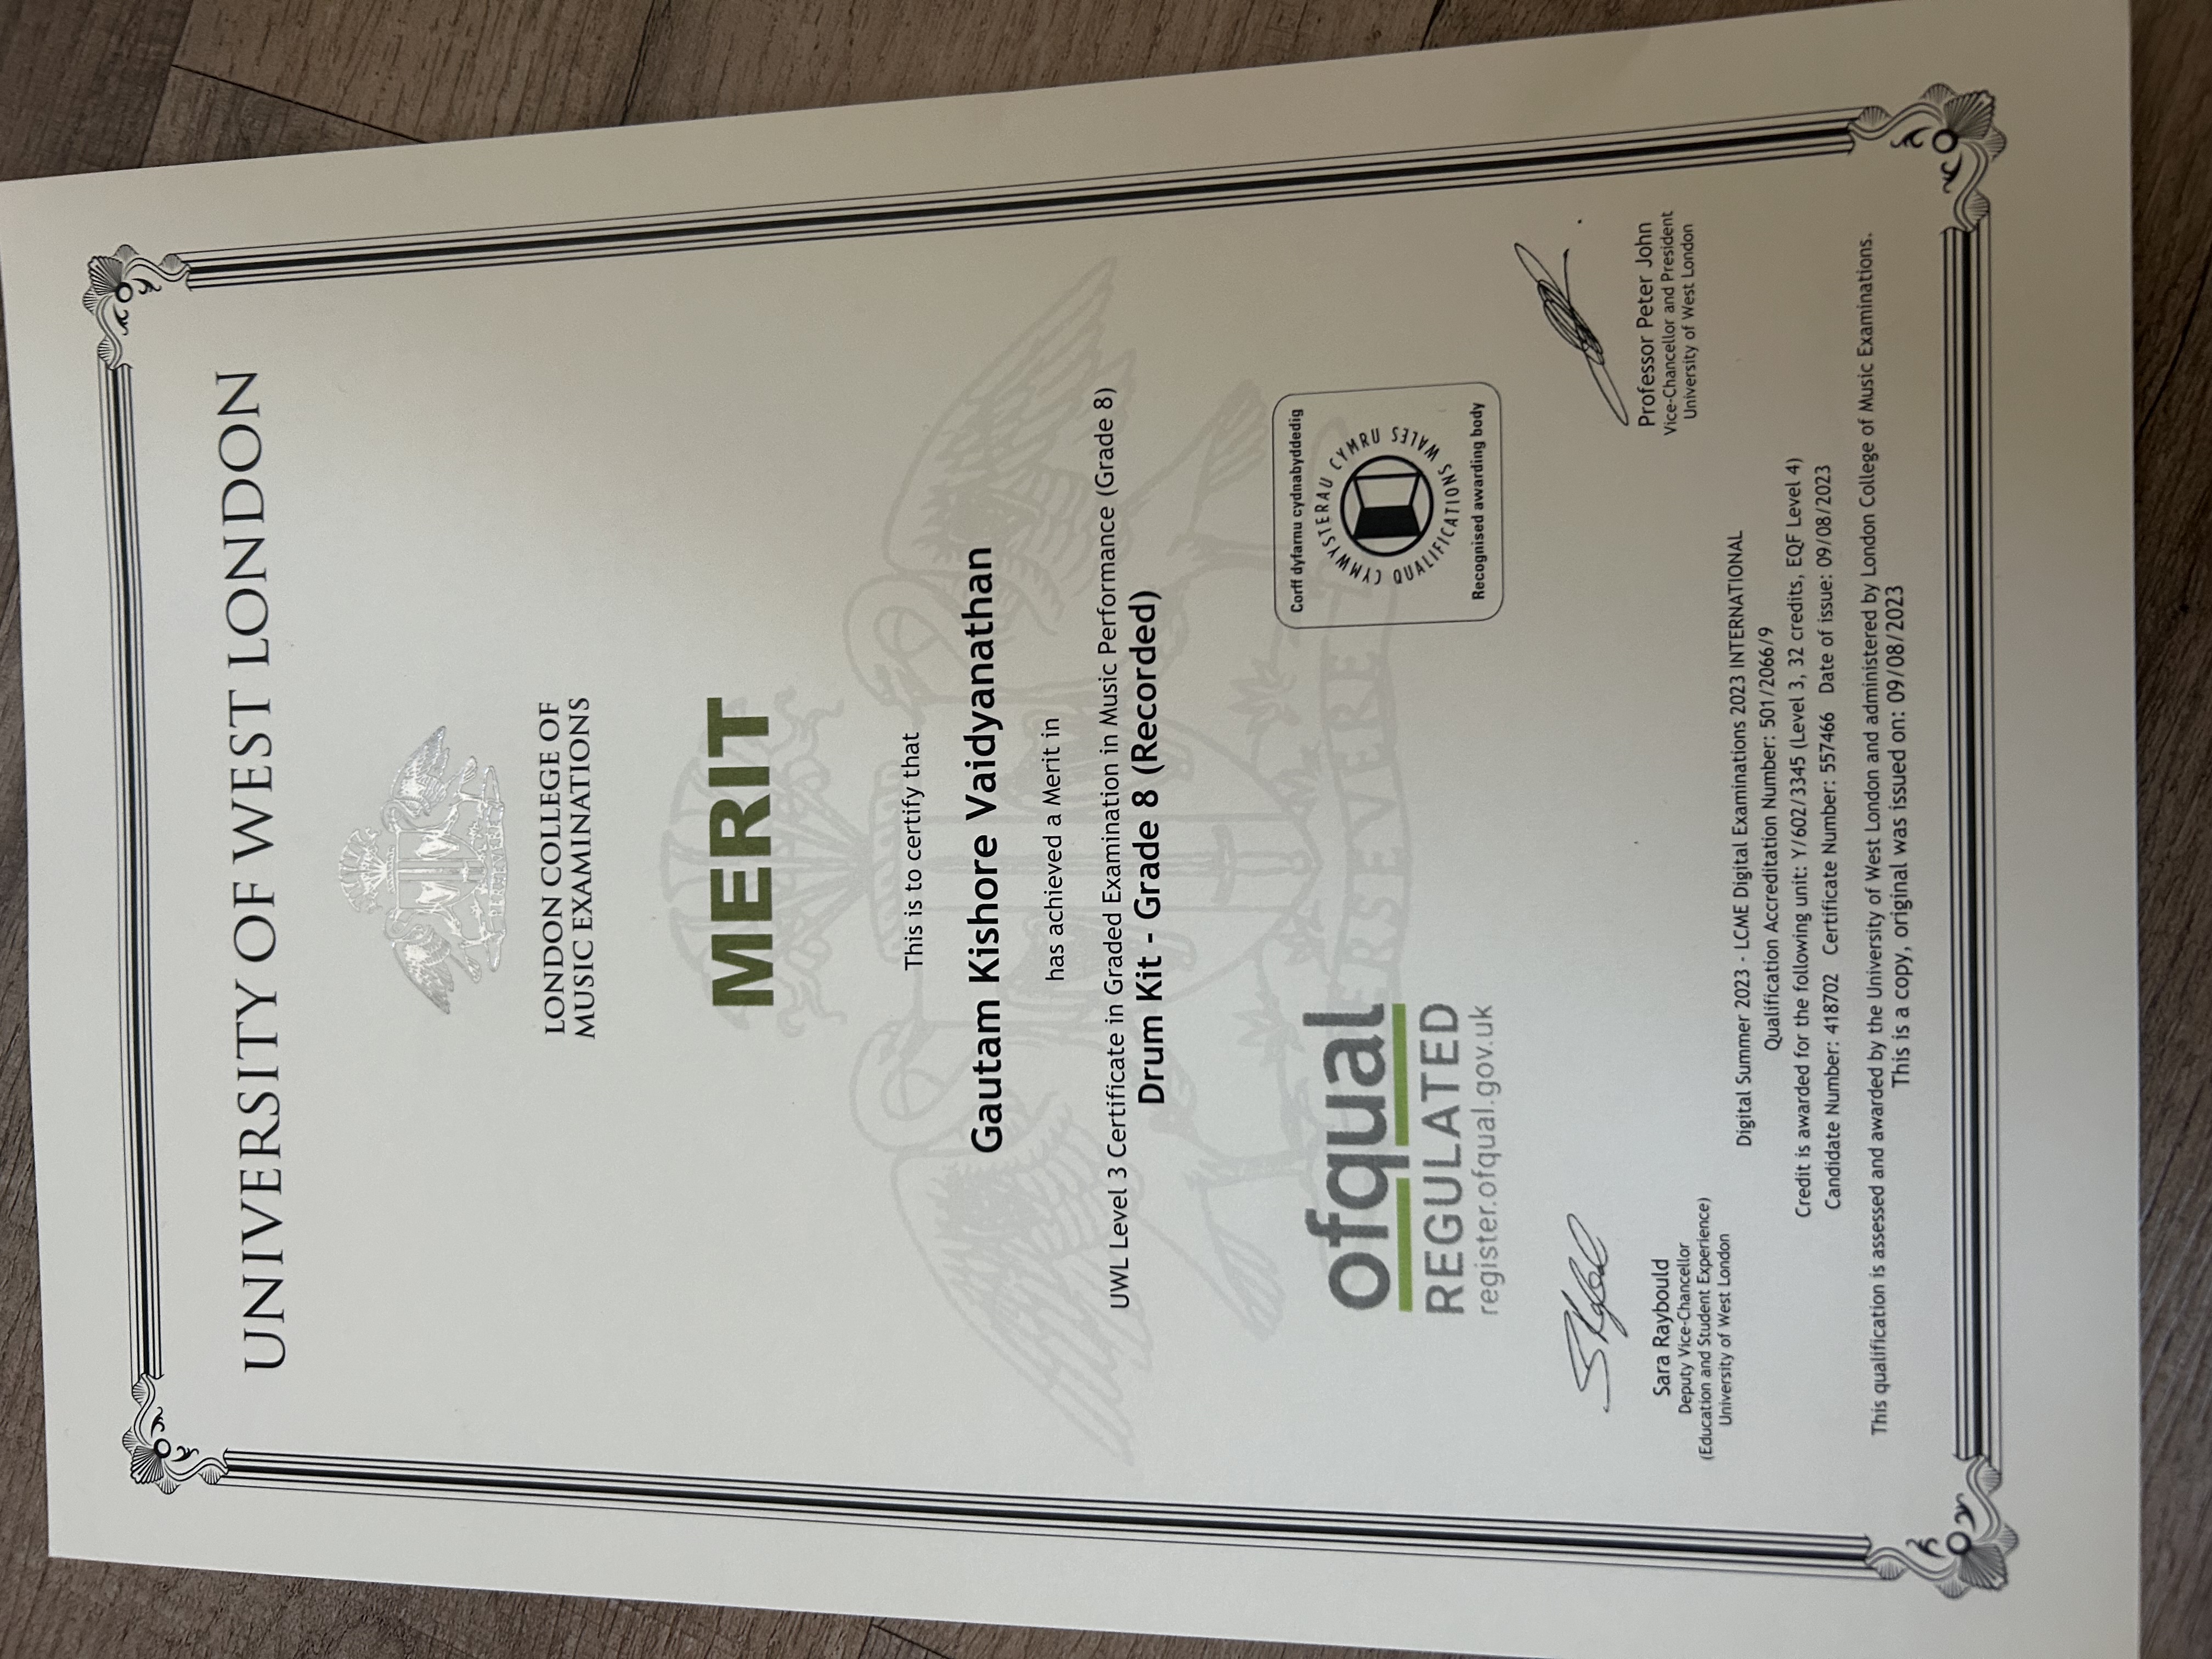 UNIVERSITY OF WEST LONDON
PERSEVERE
LONDON COLLEGE OF
MUSIC EXAMINATIONS
MERIT
This is to certify that
Gautam Kishore Vaidyanathan
has achieved a Merit in
UWL Level 3 Certificate in Graded Examination in Music Performance (Grade 8)
Drum Kit - Grade 8 (Recorded)
PERSEVERE
ofqual
REGULATED
register.ofqual.gov.uk
Corff dyfarnu cydnabyddedig
CYMWYSTERAU CYMRU
QUALIFICATIONS WALES
Recognised awarding body
Sara Raybould
Deputy Vice-Chancellor
(Education and Student Experience)
University of West London
Professor Peter John
Vice-Chancellor and President
University of West London
Digital Summer 2023 - LCME Digital Examinations 2023 INTERNATIONAL
Qualification Accreditation Number: 501/2066/9
Credit is awarded for the following unit: Y/602/3345 (Level 3, 32 credits, EQF Level 4)
Candidate Number: 418702 Certificate Number: 557466 Date of issue: 09/08/2023
This qualification is assessed and awarded by the University of West London and administered by London College of Music Examinations.
This is a copy, original was issued on: 09/08/2023